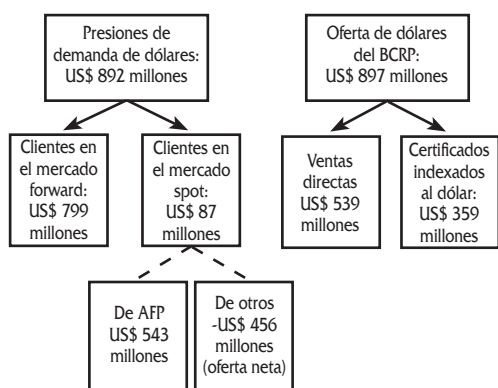 Presiones de
demanda de dólares:
US$ 892 millones
Oferta de dólares
del BCRP:
US$ 897 millones
Clientes en
el mercado
forward:
US$ 799
millones
Clientes en
el mercado
spot:
US$ 87
millones
Ventas
directas
US$ 539
millones
Certificados
indexados
al dólar:
US$ 359
millones
De AFP
US$ 543
millones
De otros
-US$ 456
millones
(oferta neta)